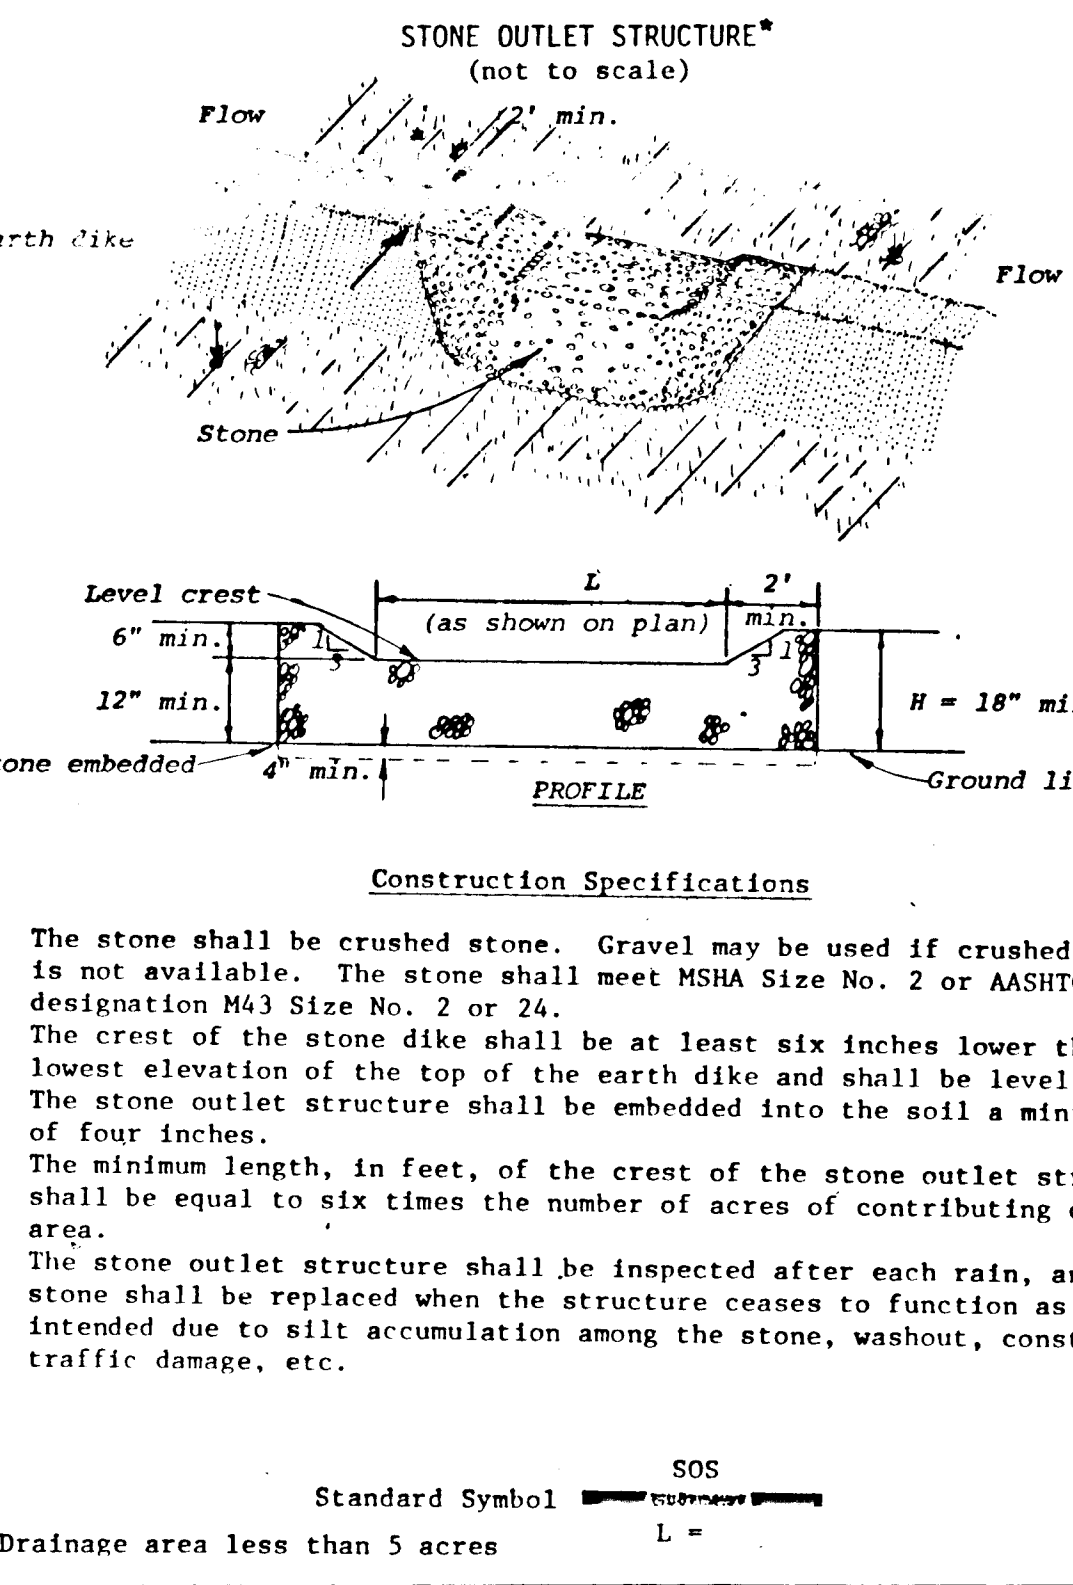 STONE OUTLET STRUCTURE*
(not to scale)
Flow
2' min.
dike
Flow
Stone
Level crest
L
2'
(as shown on plan)
min.
6" min.
1
3
1
3
12" min.
H = 18"
embedded
4" min.
Ground
PROFILE
Construction Specifications
The stone shall be crushed stone. Gravel may be used if crushed
is not available. The stone shall meet MSHA Size No. 2 or AASHTO
designation M43 Size No. 2 or 24.
The crest of the stone dike shall be at least six inches lower
lowest elevation of the top of the earth dike and shall be level
The stone outlet structure shall be embedded into the soil a
of four inches.
The minimum length, in feet, of the crest of the stone outlet
shall be equal to six times the number of acres of contributing
area.
The stone outlet structure shall be inspected after each rain,
stone shall be replaced when the structure ceases to function as
intended due to silt accumulation among the stone, washout,
traffic damage, etc.
SOS
Standard Symbol
L =
Drainage area less than 5 acres